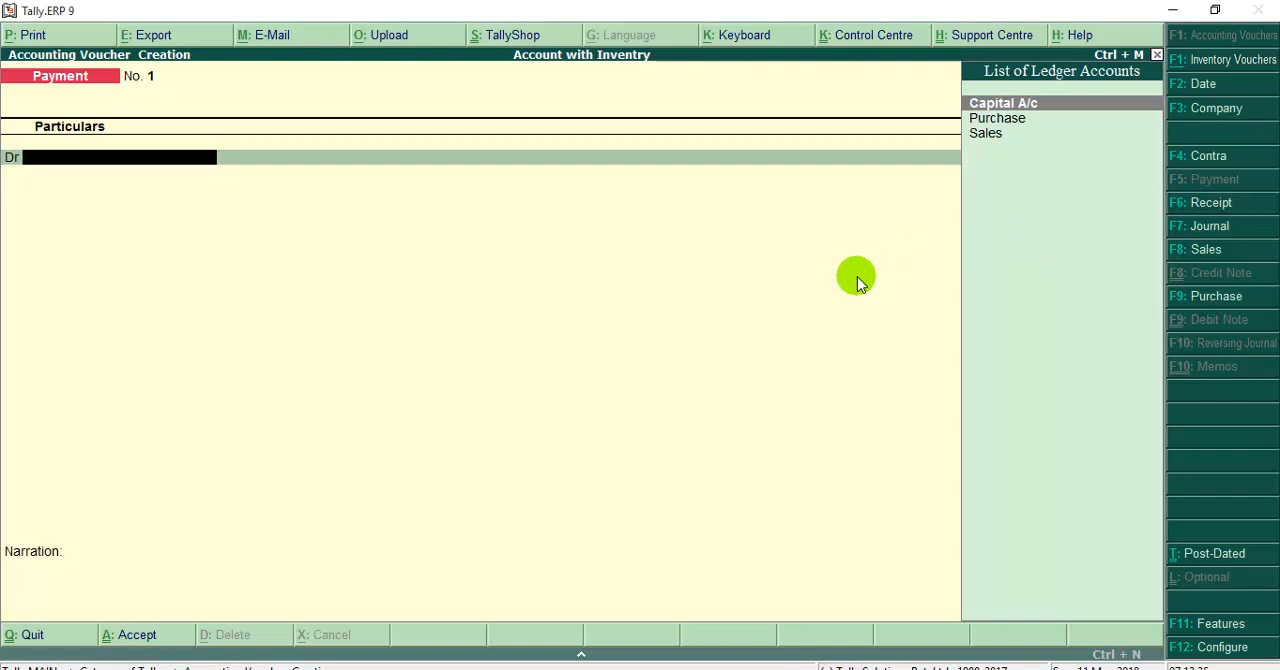 Tally.ERP 9
P: Print E: Export M: E-Mail O: Upload S: TallyShop G: Language K: Keyboard K: Control Centre H: Support Centre H: Help
Accounting Voucher Creation Account with Inventry Ctrl + M
Payment No. 1
Particulars
Dr
List of Ledger Accounts
Capital A/c
Purchase
Sales
F1: Accounting Vouchers
F1: Inventory Vouchers
F2: Date
F3: Company
F4: Contra
F5: Payment
F6: Receipt
F7: Journal
F8: Sales
F8: Credit Note
F9: Purchase
F9: Debit Note
F10: Reversing Journal
F10: Memos
T: Post-Dated
L: Optional
F11: Features
F12: Configure
Narration:
Q: Quit A: Accept D: Delete X: Cancel
Ctrl + N